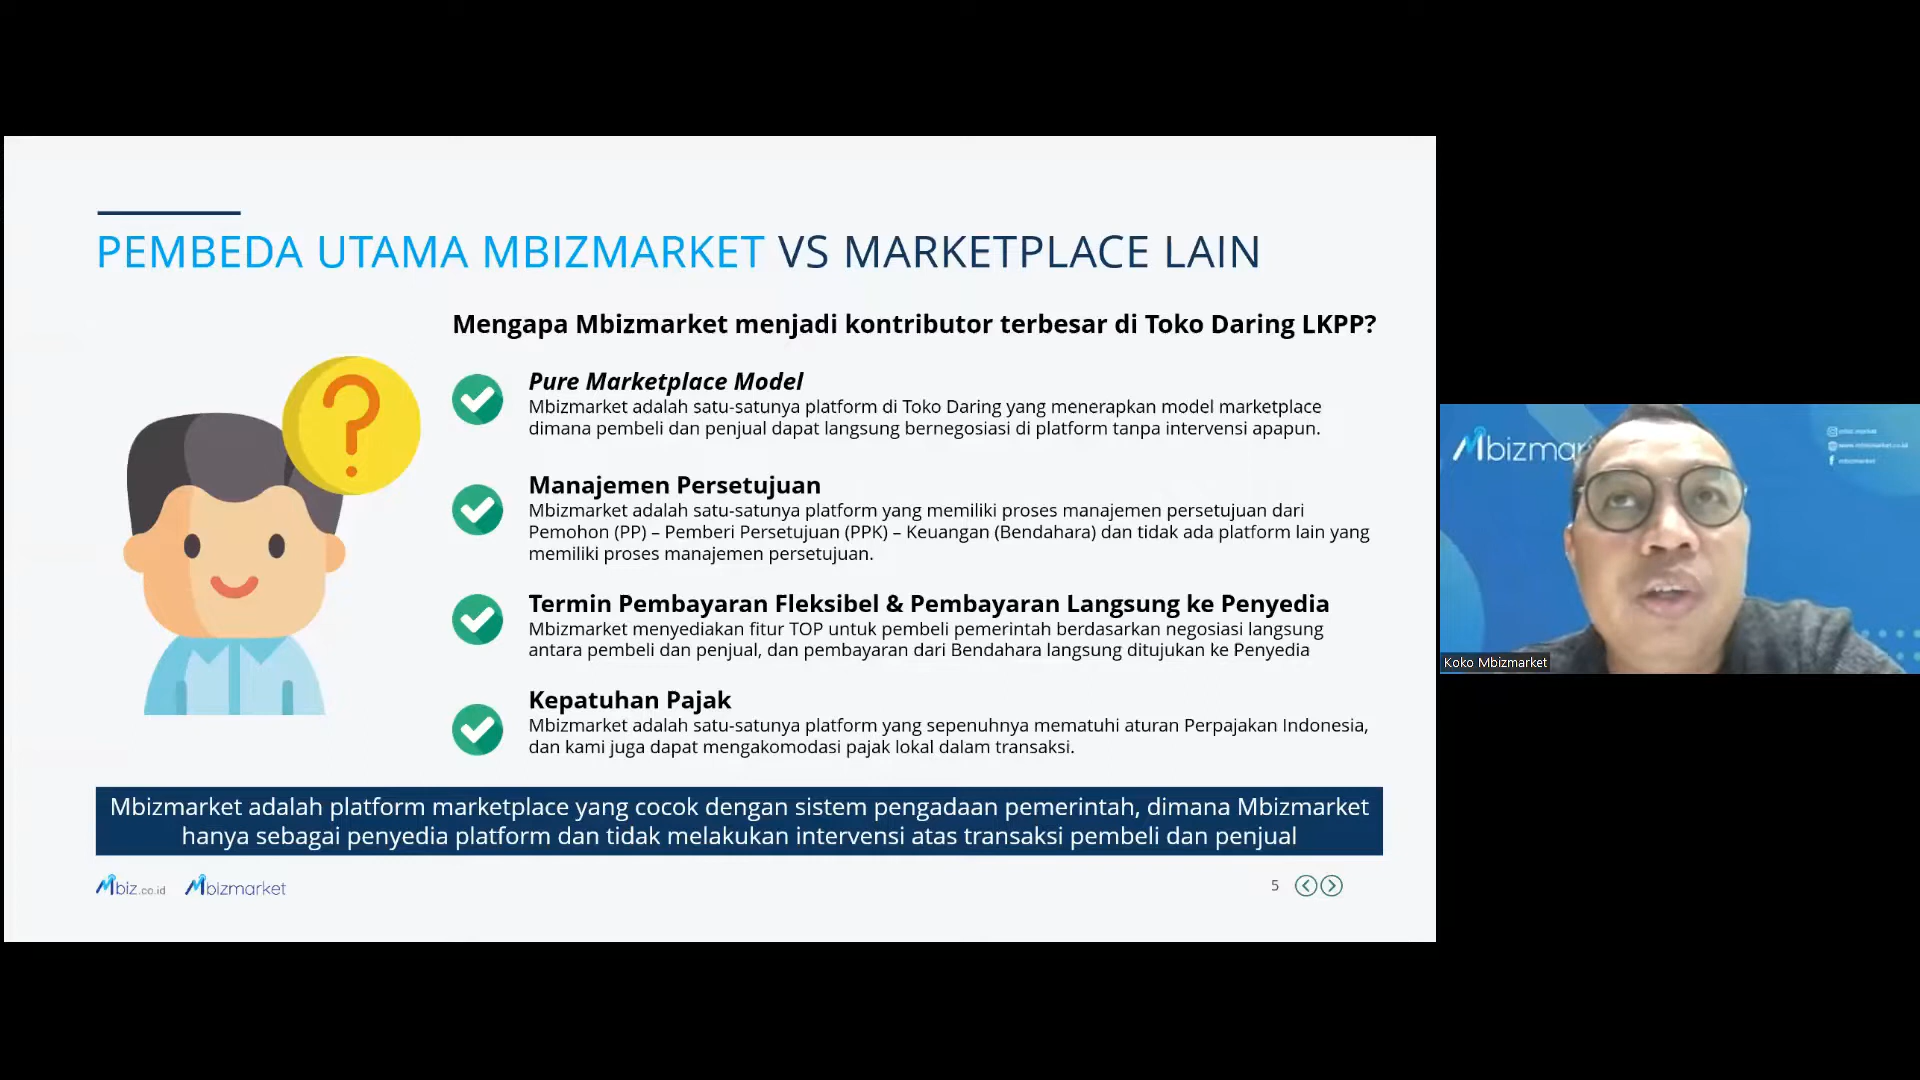 PEMBEDA UTAMA MBIZMARKET VS MARKETPLACE LAIN
Mengapa Mbizmarket menjadi kontributor terbesar di Toko Daring LKPP?
Pure Marketplace Model
Mbizmarket adalah satu-satunya platform di Toko Daring yang menerapkan model marketplace
dimana pembeli dan penjual dapat langsung bernegosiasi di platform tanpa intervensi apapun.
Manajemen Persetujuan
Mbizmarket adalah satu-satunya platform yang memiliki proses manajemen persetujuan dari
Pemohon (PP) – Pemberi Persetujuan (PPK) – Keuangan (Bendahara) dan tidak ada platform lain yang
memiliki proses manajemen persetujuan.
Termin Pembayaran Fleksibel & Pembayaran Langsung ke Penyedia
Mbizmarket menyediakan fitur TOP untuk pembeli pemerintah berdasarkan negosiasi langsung
antara pembeli dan penjual, dan pembayaran dari Bendahara langsung ditujukan ke Penyedia
Kepatuhan Pajak
Mbizmarket adalah satu-satunya platform yang sepenuhnya mematuhi aturan Perpajakan Indonesia,
dan kami juga dapat mengakomodasi pajak lokal dalam transaksi.
Mbizmarket adalah platform marketplace yang cocok dengan sistem pengadaan pemerintah, dimana Mbizmarket
hanya sebagai penyedia platform dan tidak melakukan intervensi atas transaksi pembeli dan penjual
Mbiz.co.id Mbizmarket
5
?
Mbizmar
Koko Mbizmarket